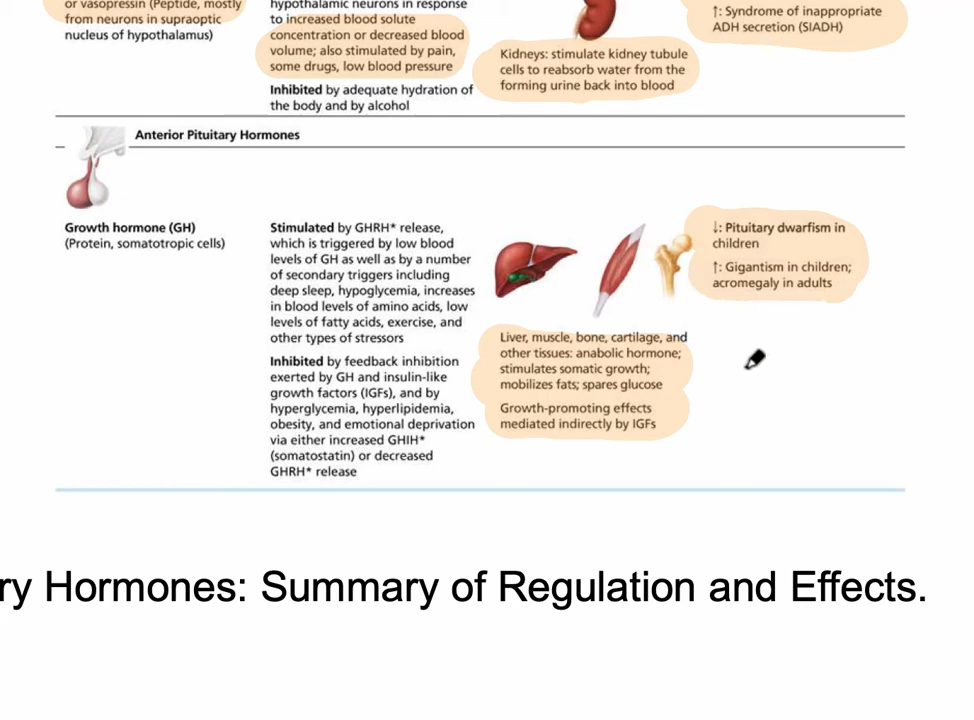 or vasopressin (Peptide, mostly
from neurons in supraoptic
nucleus of hypothalamus)
hypothalamic neurons in response
to increased blood solute
concentration or decreased blood
volume; also stimulated by pain,
some drugs, low blood pressure
Inhibited by adequate hydration of
the body and by alcohol
Kidneys: stimulate kidney tubule
cells to reabsorb water from the
forming urine back into blood
↑: Syndrome of inappropriate
ADH secretion (SIADH)
Anterior Pituitary Hormones
Growth hormone (GH)
(Protein, somatotropic cells)
Stimulated by GHRH* release,
which is triggered by low blood
levels of GH as well as by a number
of secondary triggers including
deep sleep, hypoglycemia, increases
in blood levels of amino acids, low
levels of fatty acids, exercise, and
other types of stressors
Inhibited by feedback inhibition
exerted by GH and insulin-like
growth factors (IGFs), and by
hyperglycemia, hyperlipidemia,
obesity, and emotional deprivation
via either increased GHIH*
(somatostatin) or decreased
GHRH* release
Liver, muscle, bone, cartilage, and
other tissues: anabolic hormone;
stimulates somatic growth;
mobilizes fats; spares glucose
Growth-promoting effects
mediated indirectly by IGFs
↓: Pituitary dwarfism in
children
↑: Gigantism in children;
acromegaly in adults
ry Hormones: Summary of Regulation and Effects.